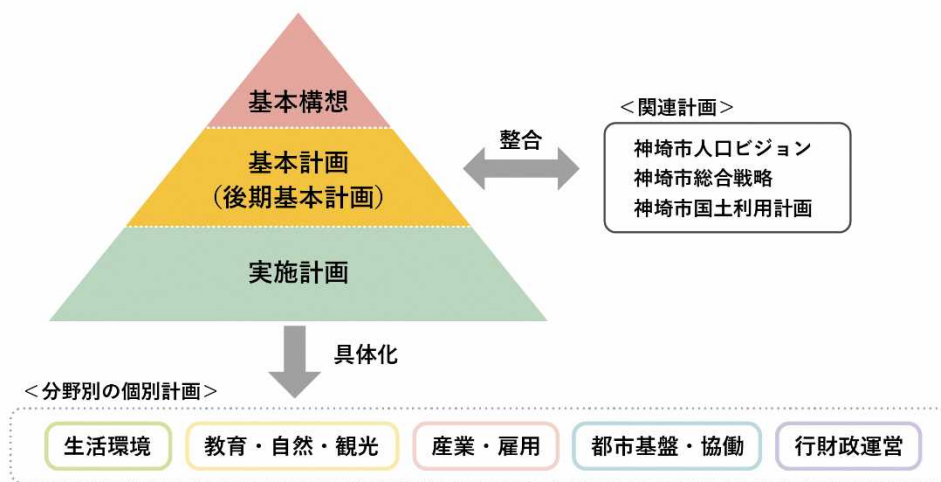 基本構想
基本計画
（後期基本計画）
実施計画
整合
＜関連計画＞
神埼市人口ビジョン
神埼市総合戦略
神埼市国土利用計画
具体化
＜分野別の個別計画＞
生活環境
教育・自然・観光
産業・雇用
都市基盤・協働
行財政運営